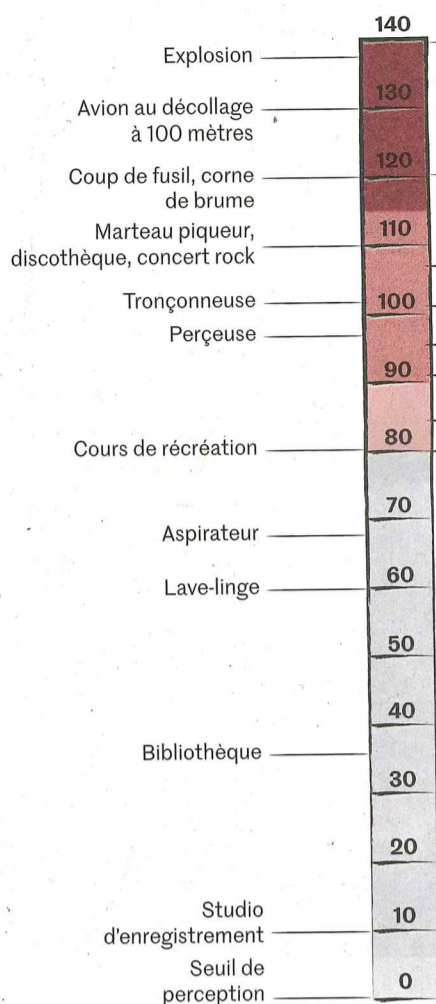 140
Explosion
130
Avion au décollage
à 100 mètres
120
Coup de fusil, corne
de brume
110
Marteau piqueur,
discothèque, concert rock
100
Tronçonneuse
Perçeuse
90
80
Cours de récréation
70
Aspirateur
60
Lave-linge
50
40
Bibliothèque
30
20
10
Studio
d'enregistrement
0
Seuil de
perception